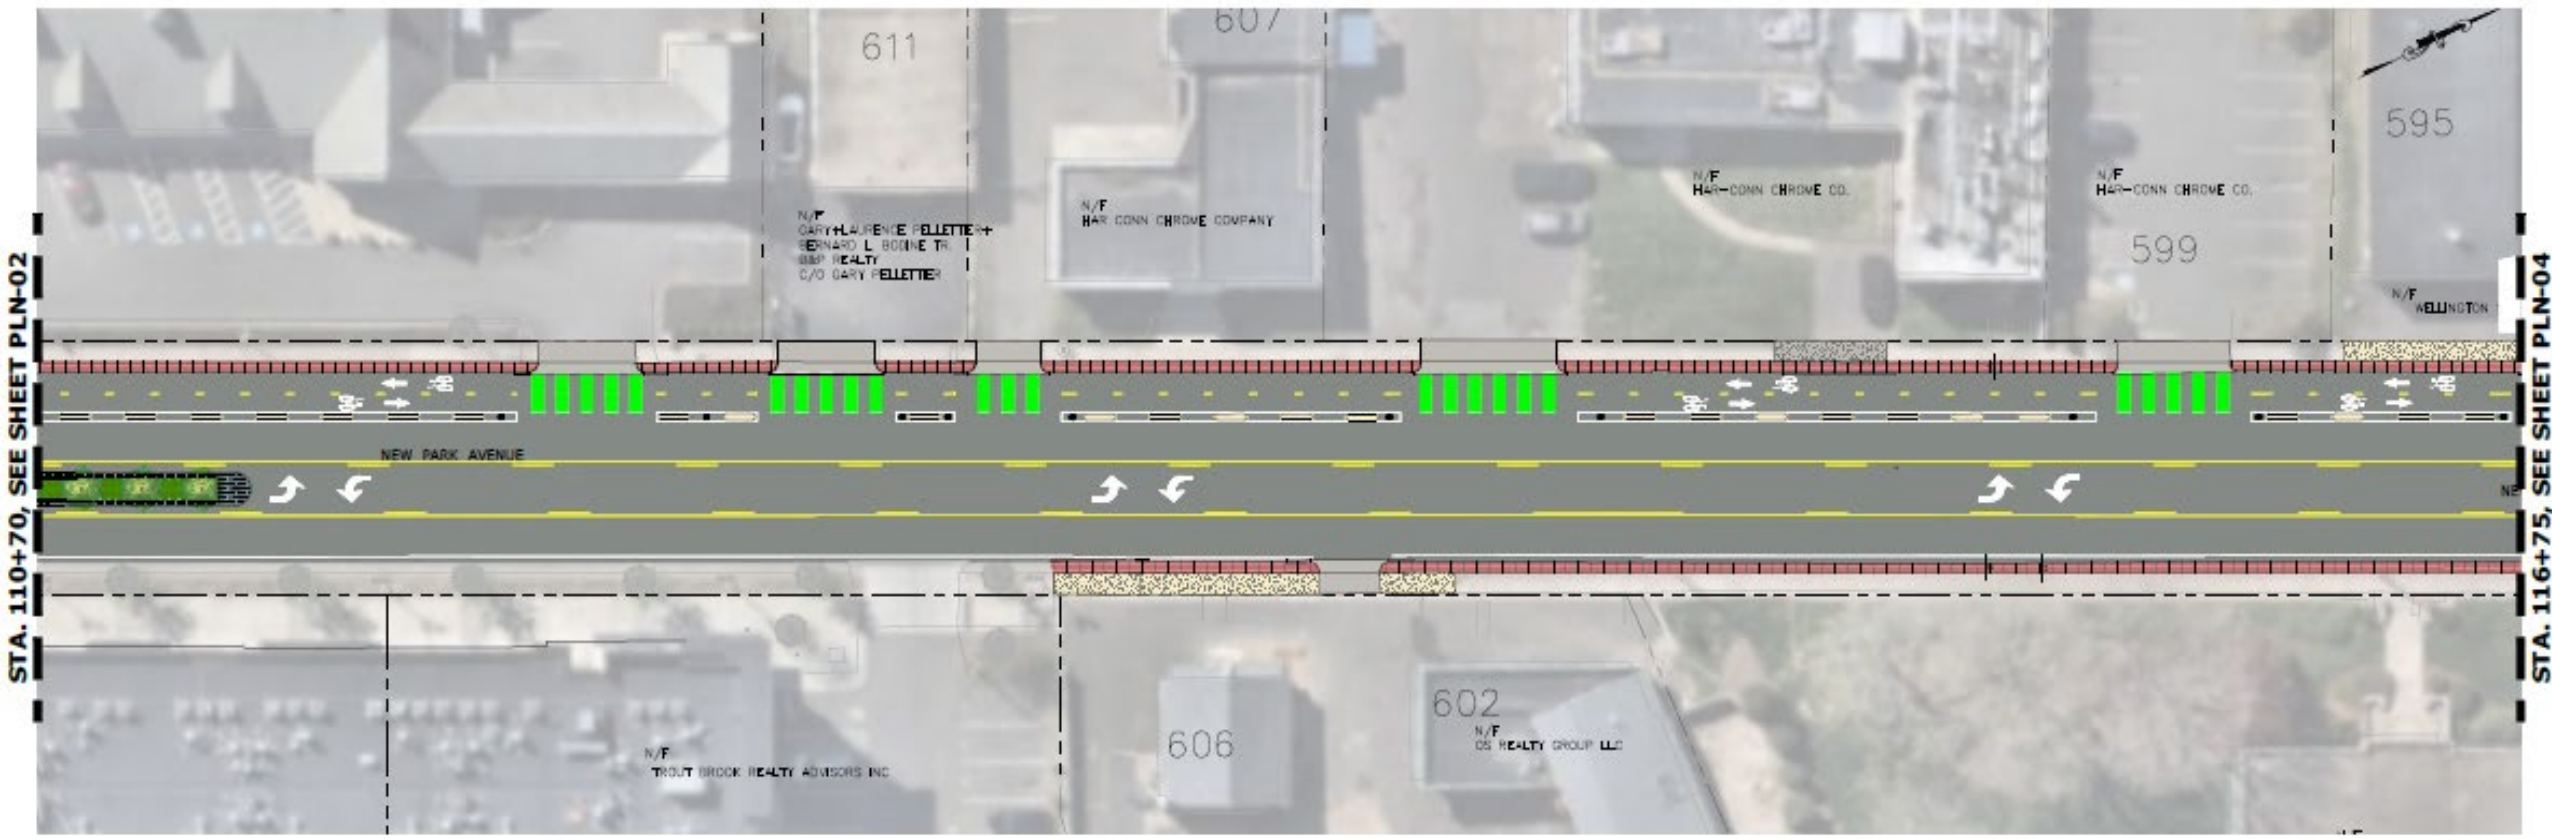 611
607
595
N/F
HAR-CONN CHROME CO.
N/F
HAR-CONN CHROME CO.
599
N/F
GARY+LAURENCE PELLETTIER+
BERNARD L BODINE TR.
B&P REALTY
C/O GARY PELLETTIER
N/F
HAR CONN CHROME COMPANY
N/F
WELLINGTON
STA. 110+70, SEE SHEET PLN-02
STA. 116+75, SEE SHEET PLN-04
NEW PARK AVENUE
NE
606
602
N/F
OS REALTY GROUP LLC
N/F
TROUT BROOK REALTY ADVISORS INC